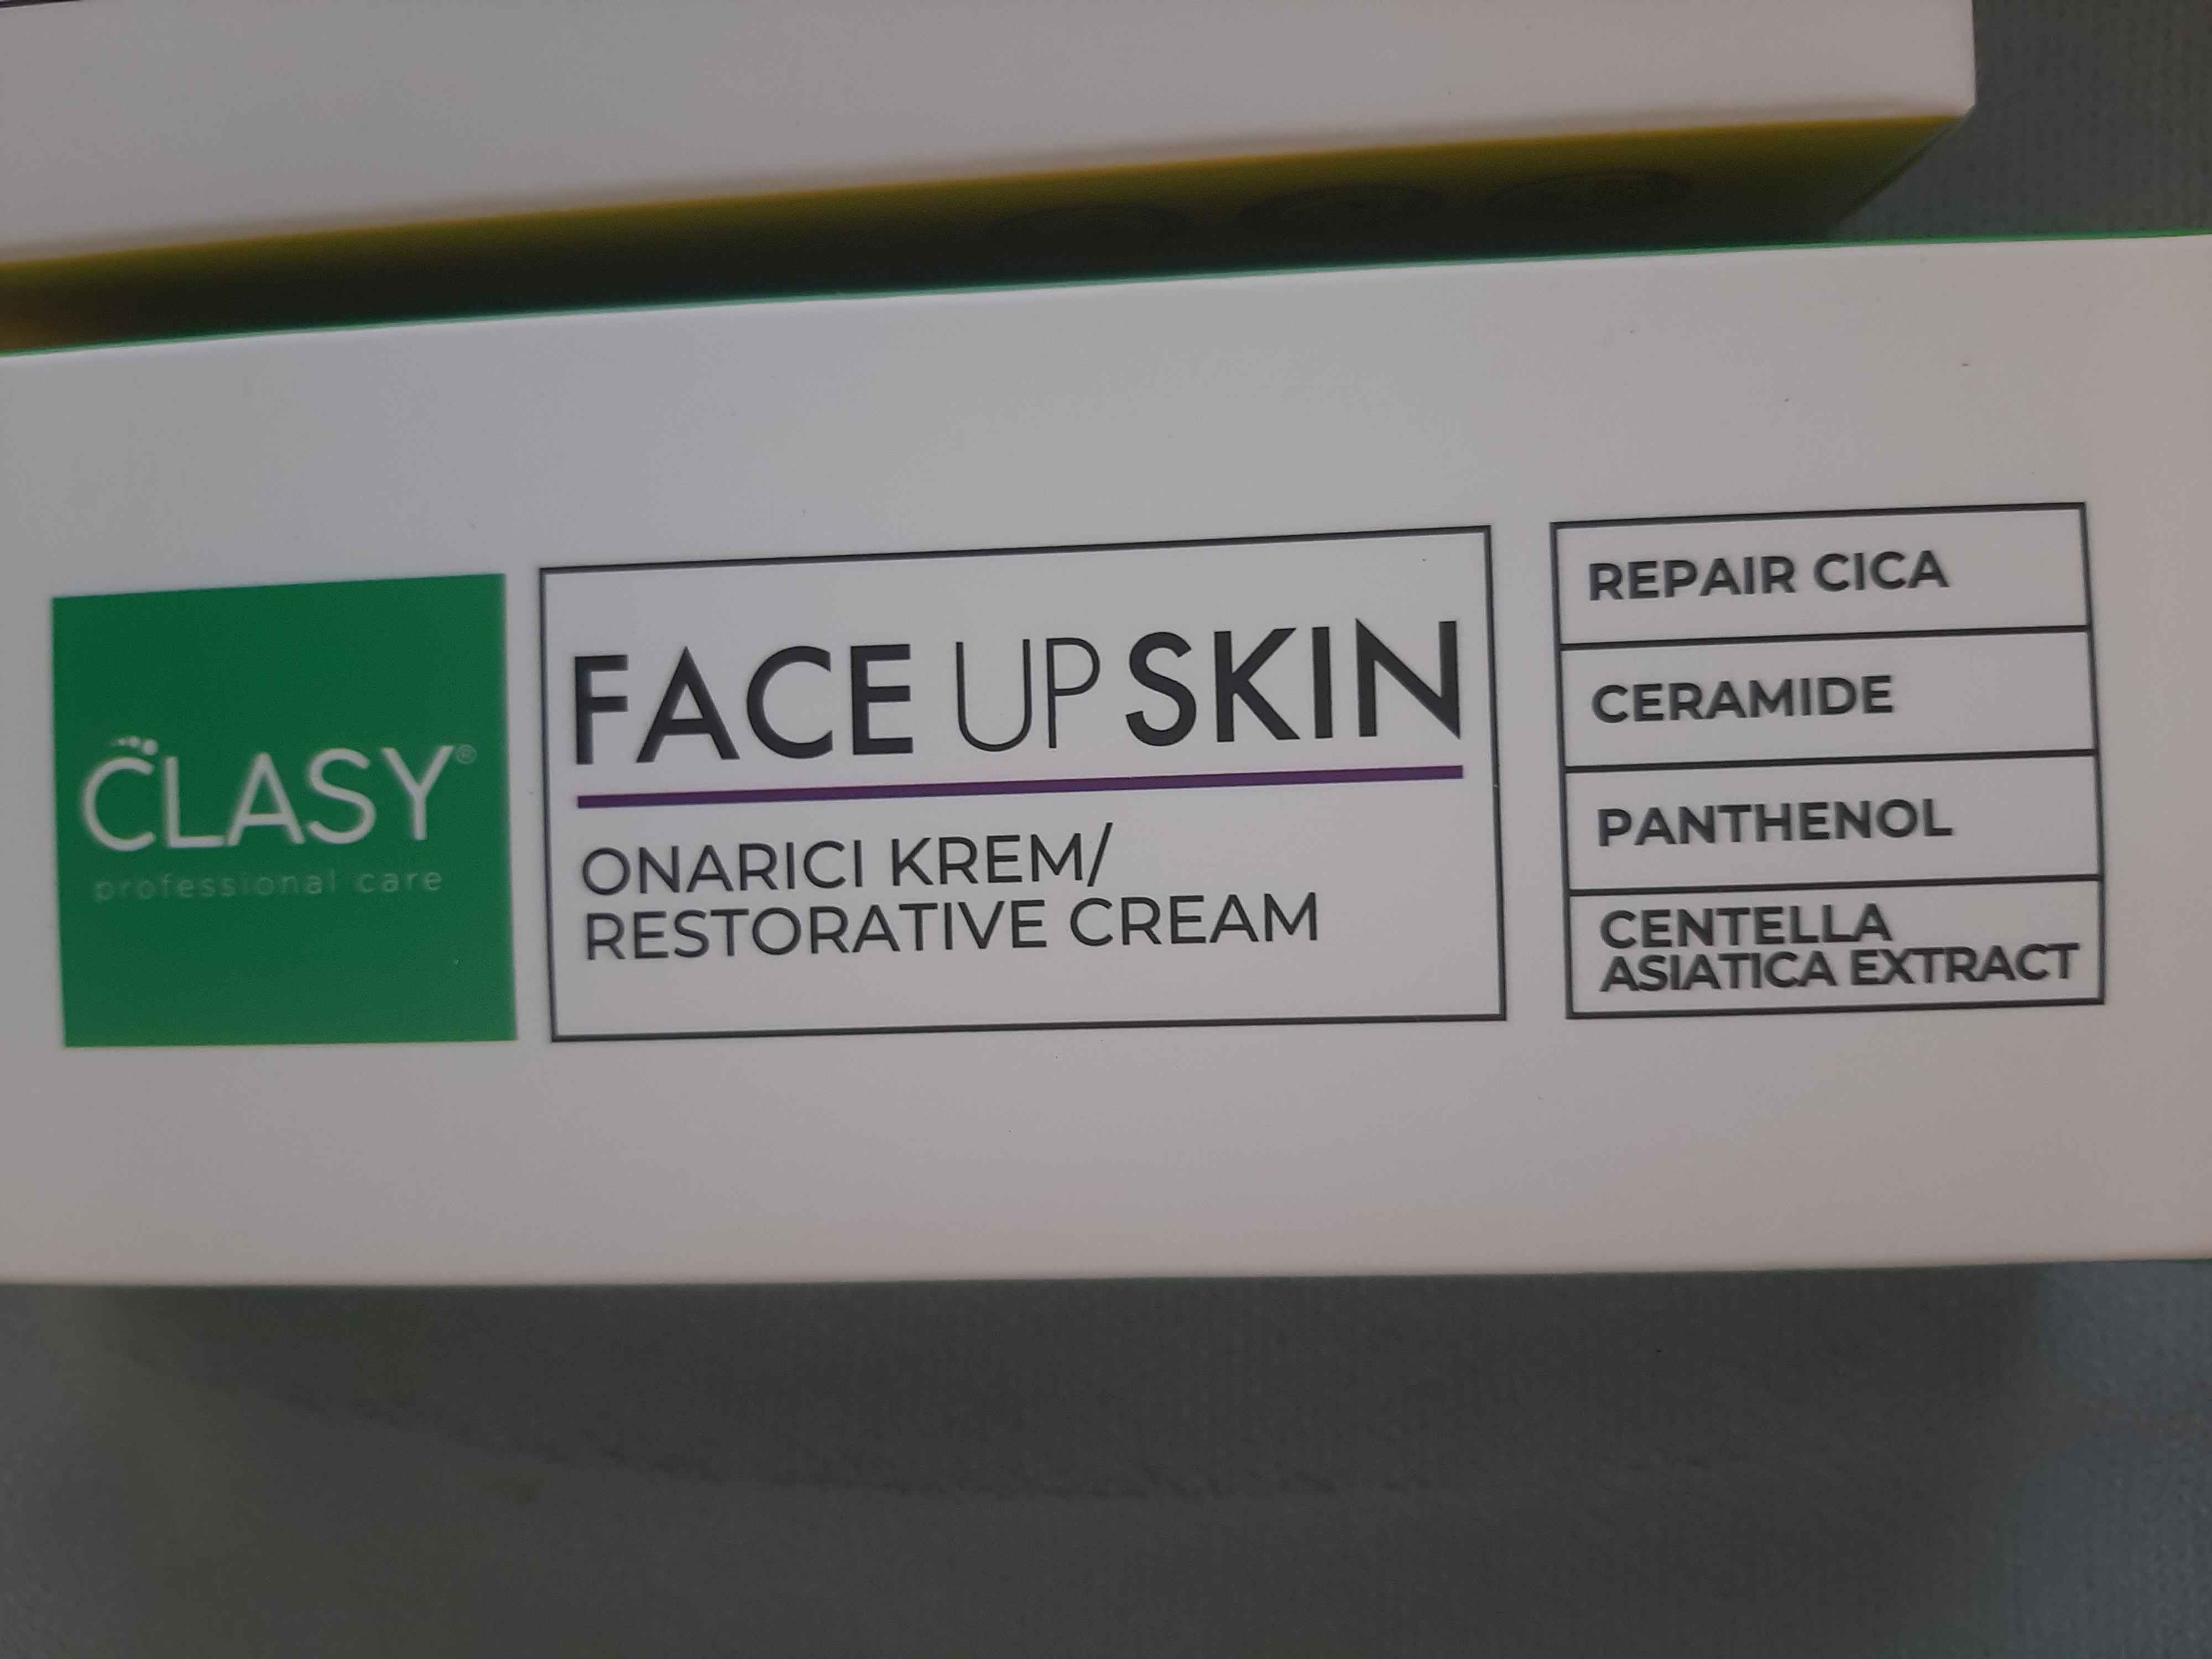 CLASY®
professional care
FACE UP SKIN
ONARICI KREM/
RESTORATIVE CREAM
REPAIR CICA
CERAMIDE
PANTHENOL
CENTELLA
ASIATICA EXTRACT